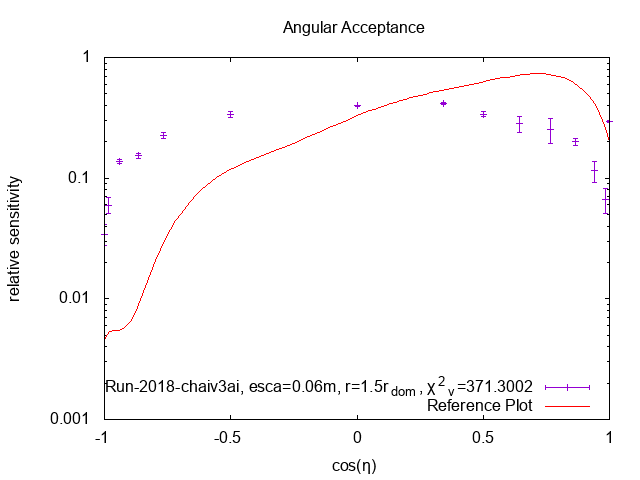 Angular Acceptance
1
0.1
0.01
0.001
relative sensitivity
Run-2018-chaiv3ai, esca=0.06m, r=1.5r_dom, χ²_ν=371.3002
Reference Plot
-1 -0.5 0 0.5 1
cos(η)